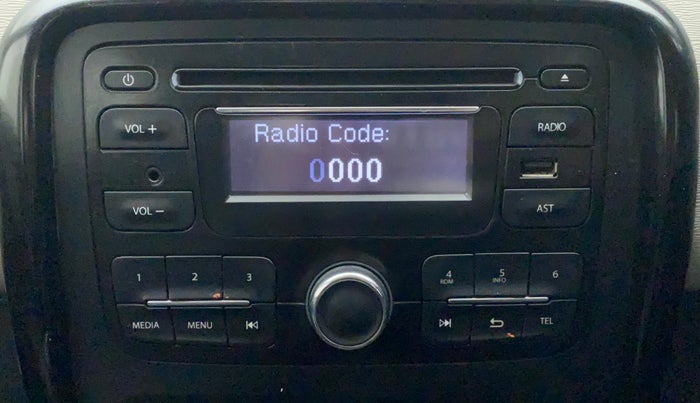 VOL +
Radio Code:
0000
RADIO
VOL −
AST
1 2 3
4 RDM
5 INFO
6
MEDIA MENU
TEL